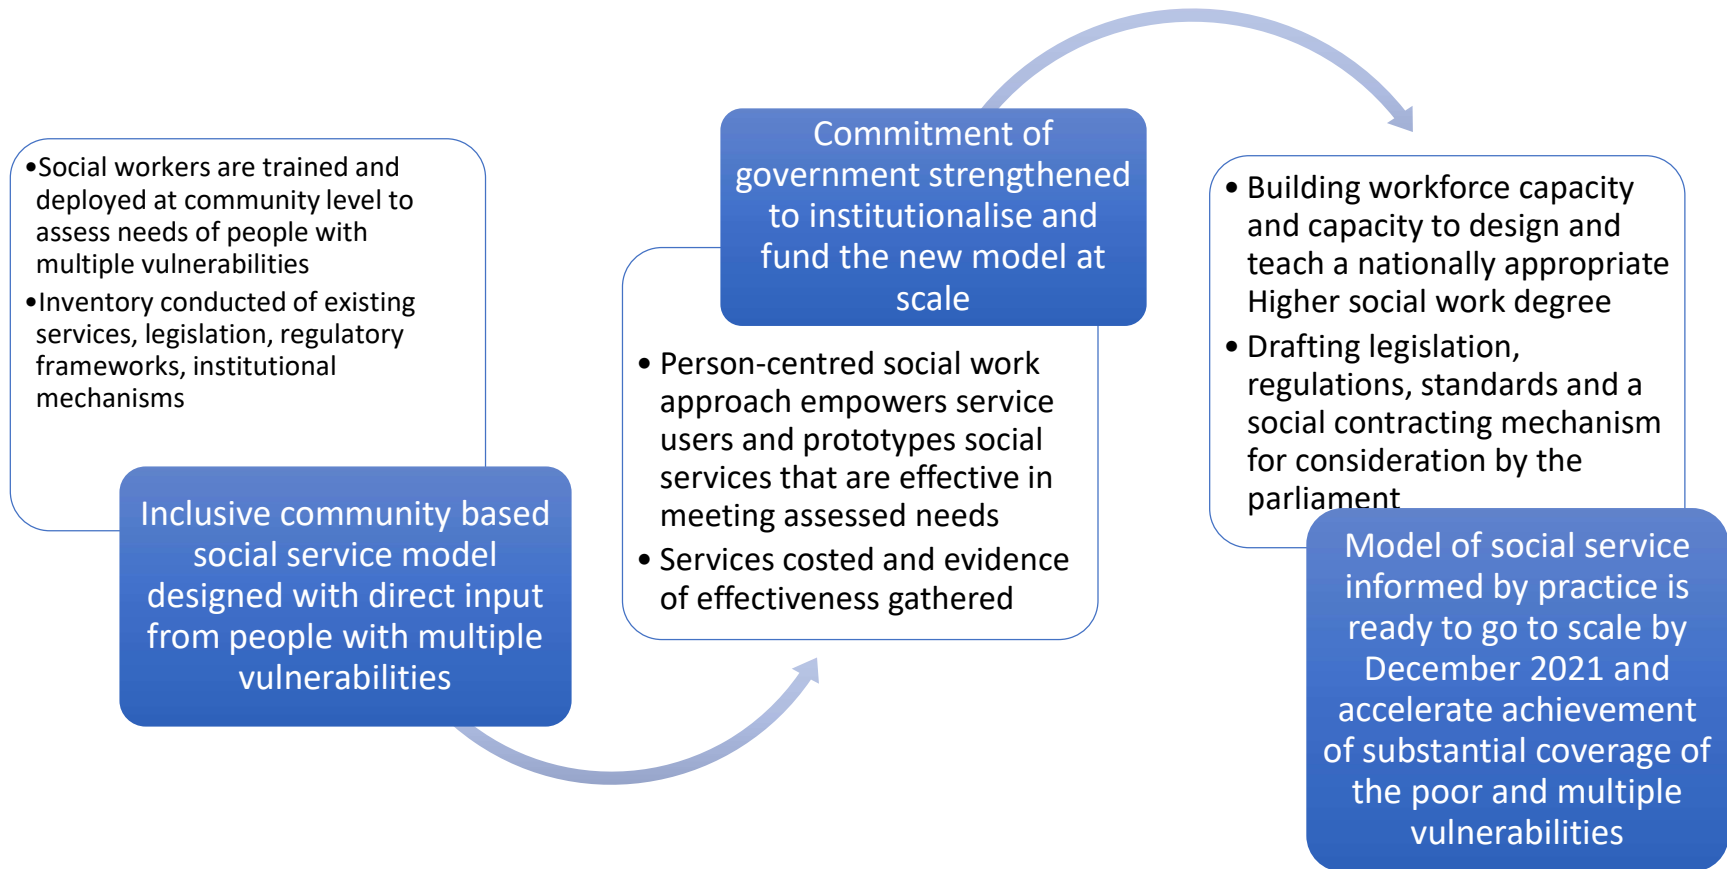 •Social workers are trained and
deployed at community level to
assess needs of people with
multiple vulnerabilities
•Inventory conducted of existing
services, legislation, regulatory
frameworks, institutional
mechanisms
Inclusive community based
social service model
designed with direct input
from people with multiple
vulnerabilities
Commitment of
government strengthened
to institutionalise and
fund the new model at
scale
• Person-centred social work
approach empowers service
users and prototypes social
services that are effective in
meeting assessed needs
• Services costed and evidence
of effectiveness gathered
• Building workforce capacity
and capacity to design and
teach a nationally appropriate
Higher social work degree
• Drafting legislation,
regulations, standards and a
social contracting mechanism
for consideration by the
parliament
Model of social service
informed by practice is
ready to go to scale by
December 2021 and
accelerate achievement
of substantial coverage of
the poor and multiple
vulnerabilities